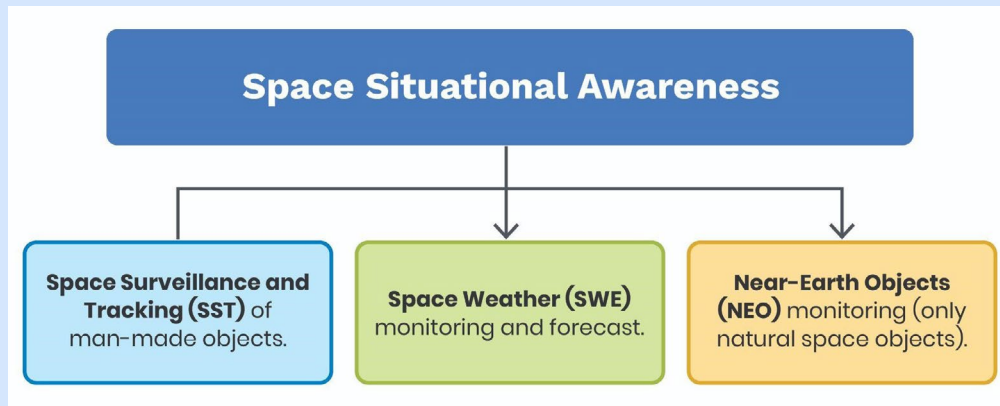 Space Situational Awareness
Space Surveillance and
Tracking (SST) of
man-made objects.
Space Weather (SWE)
monitoring and forecast.
Near-Earth Objects
(NEO) monitoring (only
natural space objects).